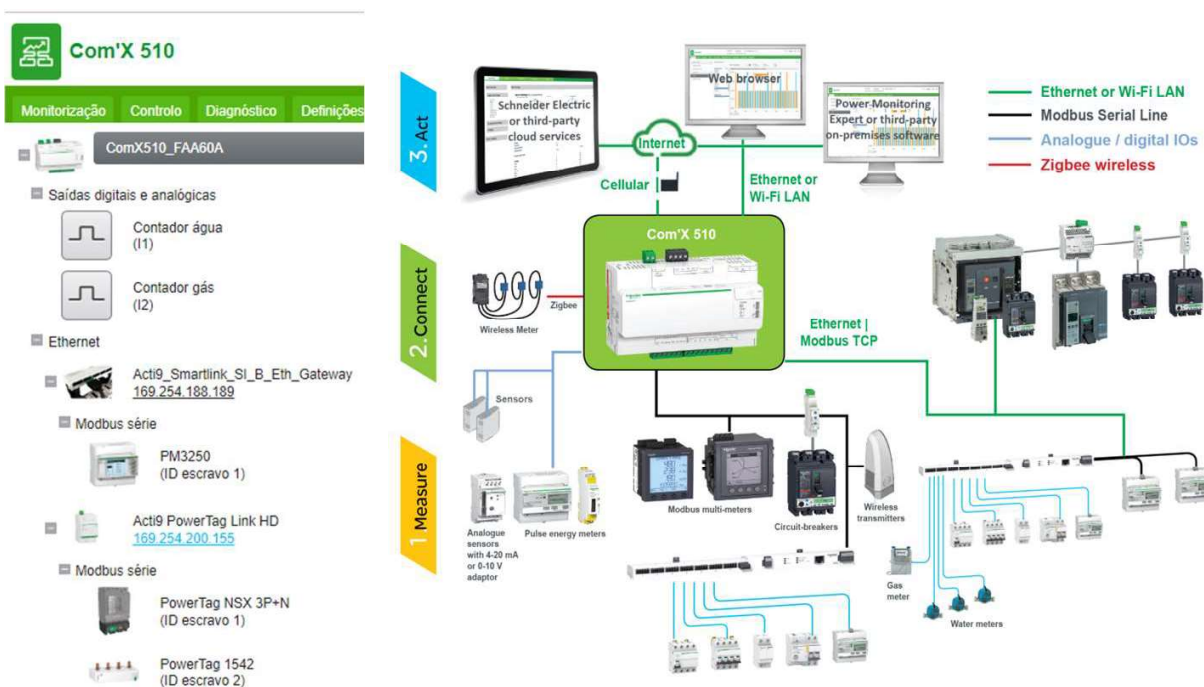 Com'X 510
Monitorização Controlo Diagnóstico Definições
ComX510_FAA60A
Saídas digitais e analógicas
Contador água
(I1)
Contador gás
(I2)
Ethernet
Acti9_Smartlink_SI_B_Eth_Gateway
169.254.188.189
Modbus série
PM3250
(ID escravo 1)
Acti9 PowerTag Link HD
169.254.200.155
Modbus série
PowerTag NSX 3P+N
(ID escravo 1)
PowerTag 1542
(ID escravo 2)
3. Act
Schneider Electric
or third-party
cloud services
Web browser
Power Monitoring
Expert or third-party
on-premises software
Internet
Cellular
Ethernet or
Wi-Fi LAN
Ethernet or Wi-Fi LAN
Modbus Serial Line
Analogue / digital IOs
Zigbee wireless
2.Connect
Com'X 510
Zigbee
Wireless Meter
Ethernet |
Modbus TCP
Sensors
1 Measure
Analogue
sensors
with 4-20 mA
or 0-10 V
adaptor
Pulse energy meters
Modbus multi-meters
Circuit-breakers
Wireless
transmitters
Gas
meter
Water meters